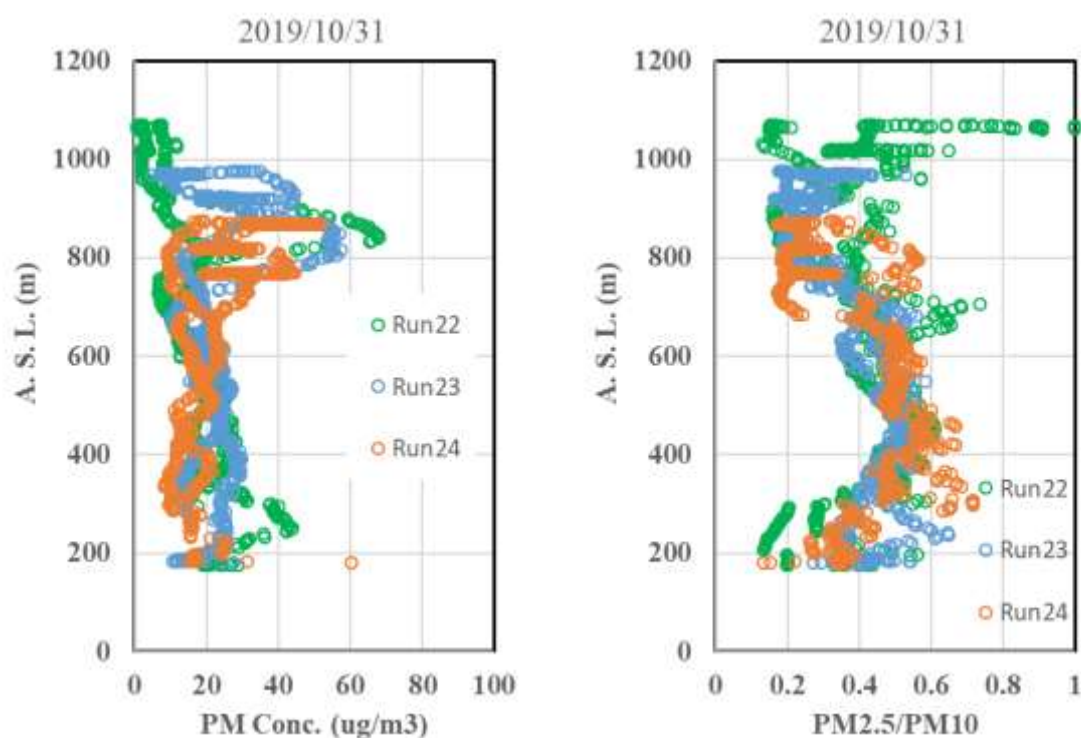 2019/10/31
1200
1000
800
600
400
200
0
A. S. L. (m)
Run22
Run23
Run24
0 20 40 60 80 100
PM Conc. (ug/m3)
2019/10/31
1200
1000
800
600
400
200
0
A. S. L. (m)
Run22
Run23
Run24
0 0.2 0.4 0.6 0.8 1
PM2.5/PM10